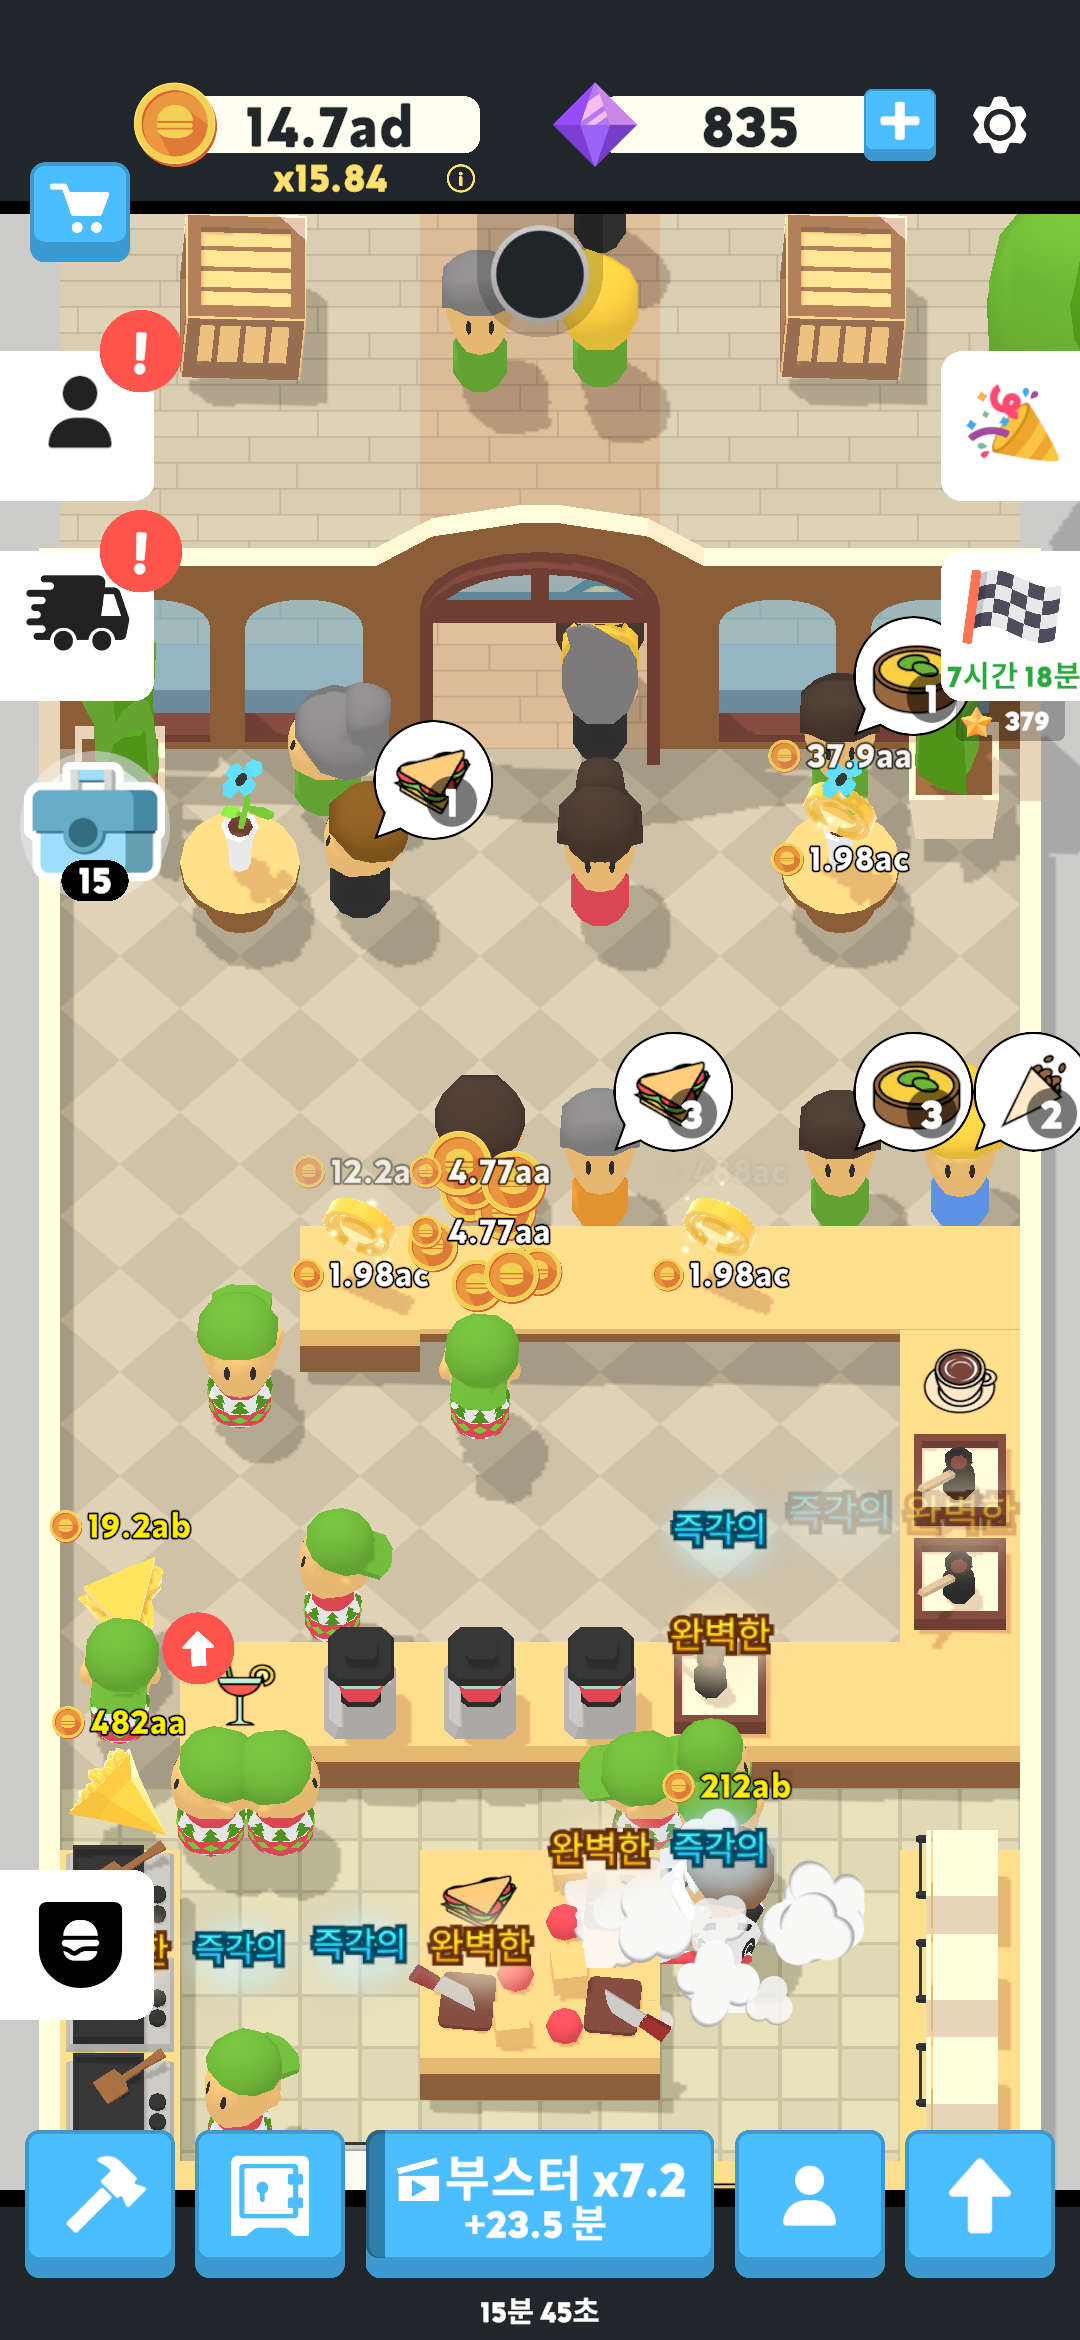 14.7ad
835
x15.84
7시간 18분
379
1
1
37.9aa
1.98ac
15
3
3
2
12.2a
4.77aa
4.77aa
1.98ac
1.98ac
19.2ab
즉각의
즉각의
완벽한
완벽한
482aa
212ab
완벽한
즉각의
즉각의
즉각의
완벽한
부스터 x7.2
+23.5 분
15분 45초